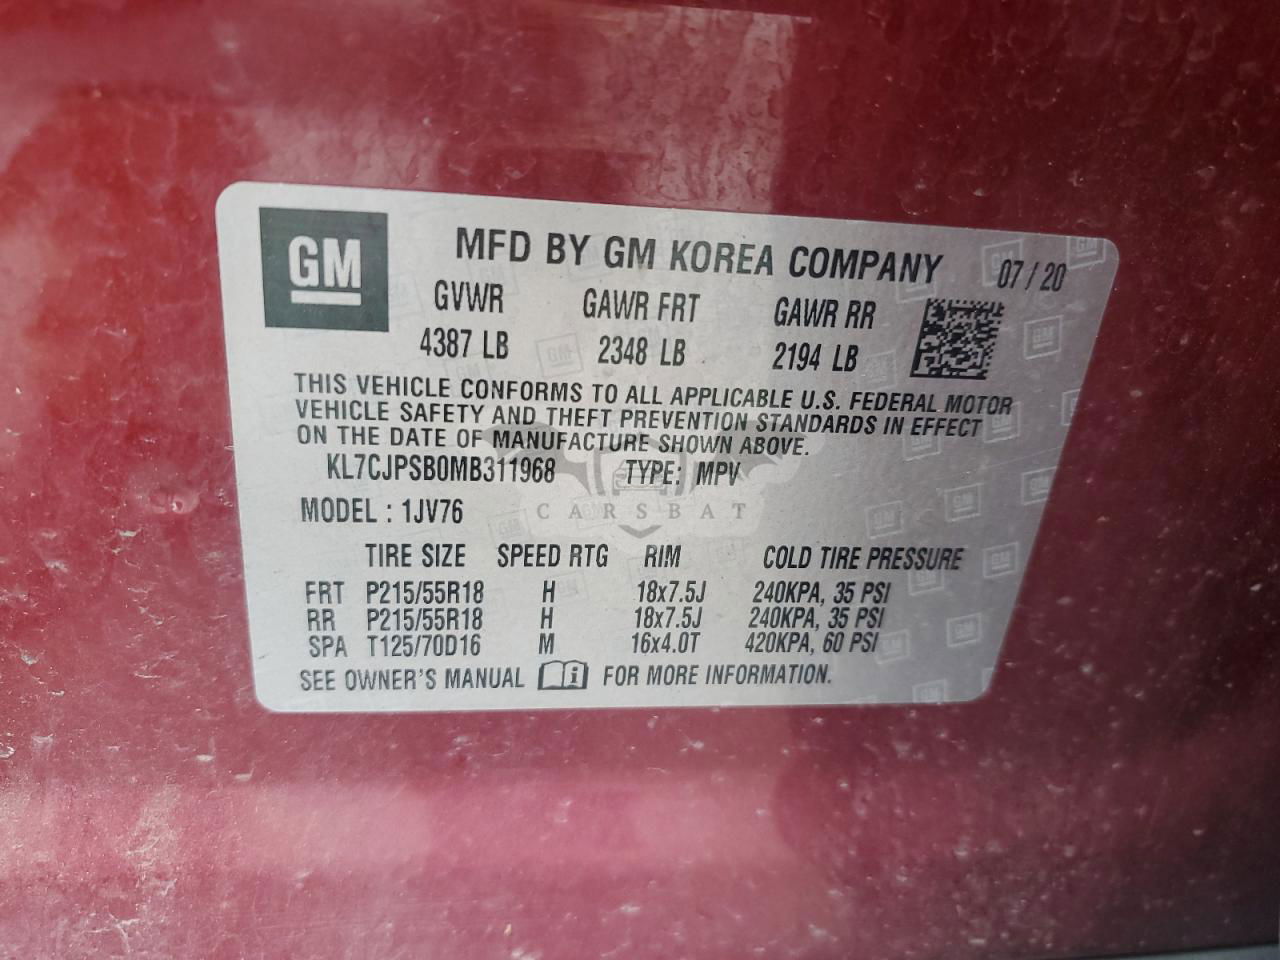 GM
MFD BY GM KOREA COMPANY 07/20
GVWR GAWR FRT GAWR RR
4387 LB 2348 LB 2194 LB
THIS VEHICLE CONFORMS TO ALL APPLICABLE U.S. FEDERAL MOTOR
VEHICLE SAFETY AND THEFT PREVENTION STANDARDS IN EFFECT
ON THE DATE OF MANUFACTURE SHOWN ABOVE.
KL7CJPSB0MB311968 TYPE: MPV
MODEL : 1JV76
CARSBAT
TIRE SIZE SPEED RTG RIM COLD TIRE PRESSURE
FRT P215/55R18 H 18x7.5J 240KPA, 35 PSI
RR P215/55R18 H 18x7.5J 240KPA, 35 PSI
SPA T125/70D16 M 16x4.0T 420KPA, 60 PSI
SEE OWNER'S MANUAL i FOR MORE INFORMATION.